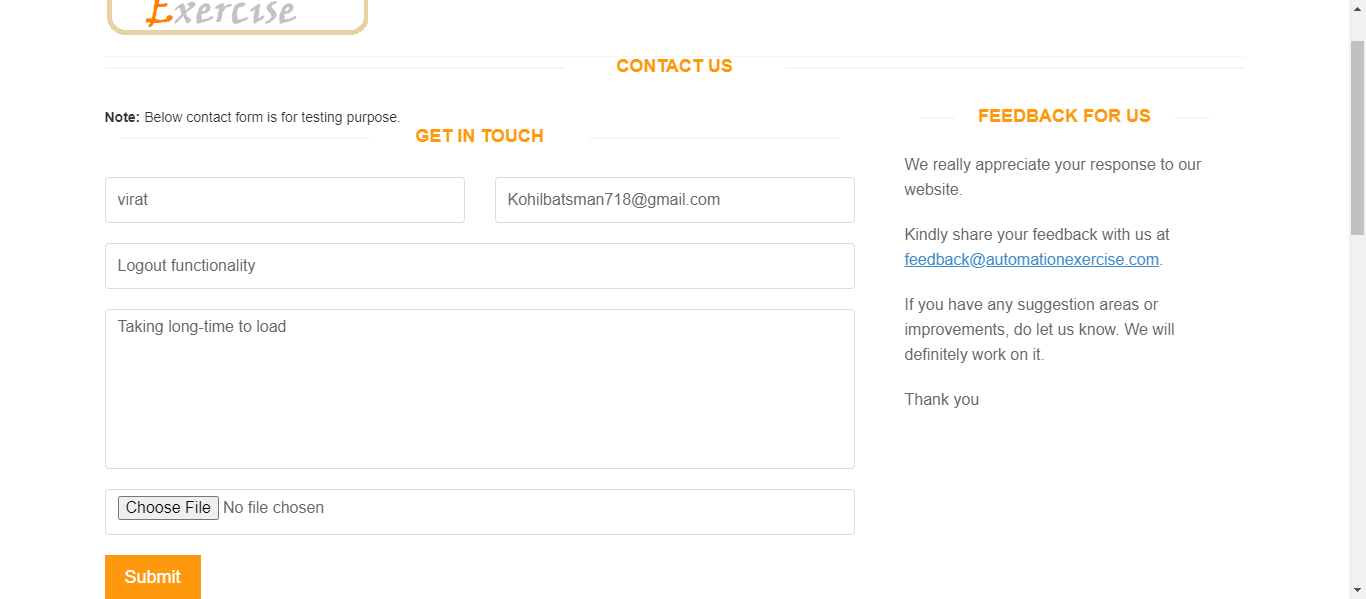 Exercise
CONTACT US
Note: Below contact form is for testing purpose.
GET IN TOUCH
virat
Kohilbatsman718@gmail.com
Logout functionality
Taking long-time to load
Choose File No file chosen
Submit
FEEDBACK FOR US
We really appreciate your response to our
website.
Kindly share your feedback with us at
feedback@automationexercise.com.
If you have any suggestion areas or
improvements, do let us know. We will
definitely work on it.
Thank you